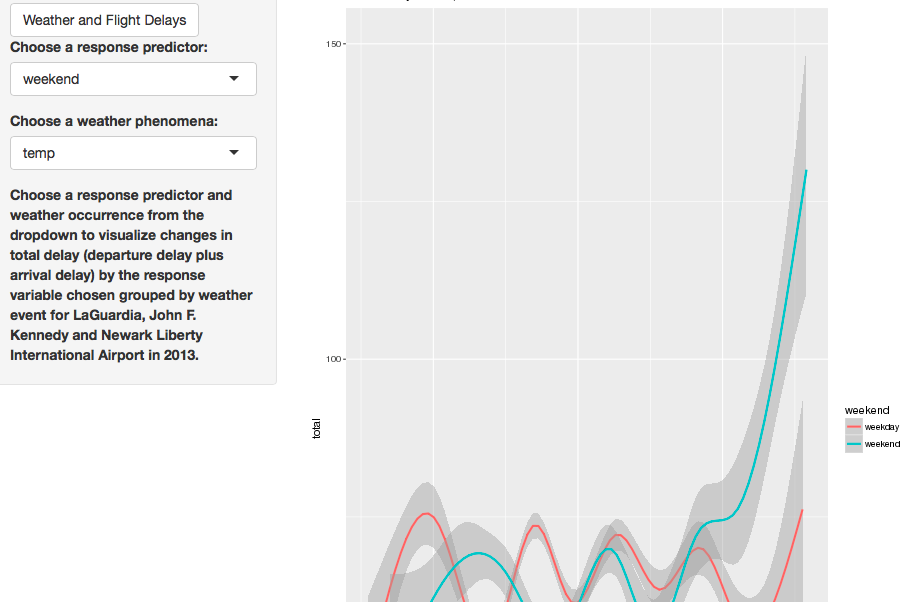 Weather and Flight Delays
Choose a response predictor:
weekend
Choose a weather phenomena:
temp
Choose a response predictor and
weather occurrence from the
dropdown to visualize changes in
total delay (departure delay plus
arrival delay) by the response
variable chosen grouped by weather
event for LaGuardia, John F.
Kennedy and Newark Liberty
International Airport in 2013.
150
100
total
weekend
weekday
weekend